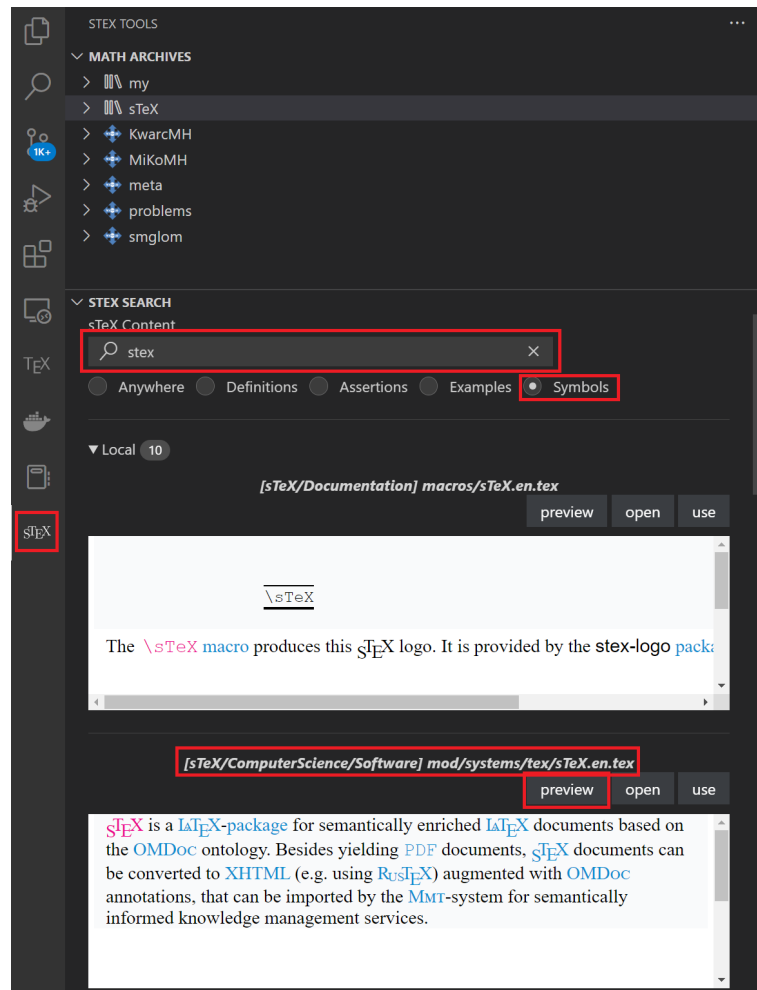 STEX TOOLS
MATH ARCHIVES
my
sTeX
KwarcMH
MiKoMH
meta
problems
smglom
1K+
STEX SEARCH
sTeX Content
stex
Anywhere Definitions Assertions Examples Symbols
TEX
Local 10
[sTeX/Documentation] macros/sTeX.en.tex
preview open use
sTEX
\sTeX
The \sTeX macro produces this sTEX logo. It is provided by the stex-logo packa
[sTeX/ComputerScience/Software] mod/systems/tex/sTeX.en.tex
preview open use
sTEX is a LATEX-package for semantically enriched LATEX documents based on
the OMDoc ontology. Besides yielding PDF documents, sTEX documents can
be converted to XHTML (e.g. using RusTEX) augmented with OMDoc
annotations, that can be imported by the Mmt-system for semantically
informed knowledge management services.